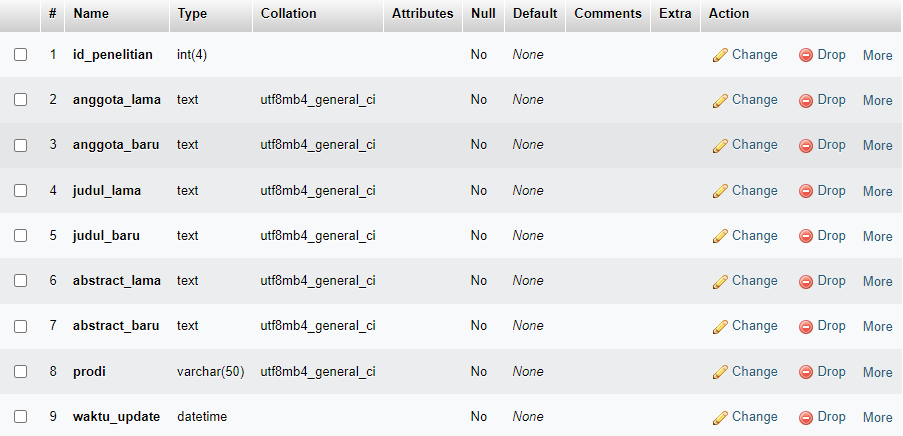 # Name Type Collation Attributes Null Default Comments Extra Action
1 id_penelitian int(4) No None Change Drop More
2 anggota_lama text utf8mb4_general_ci No None Change Drop More
3 anggota_baru text utf8mb4_general_ci No None Change Drop More
4 judul_lama text utf8mb4_general_ci No None Change Drop More
5 judul_baru text utf8mb4_general_ci No None Change Drop More
6 abstract_lama text utf8mb4_general_ci No None Change Drop More
7 abstract_baru text utf8mb4_general_ci No None Change Drop More
8 prodi varchar(50) utf8mb4_general_ci No None Change Drop More
9 waktu_update datetime No None Change Drop More